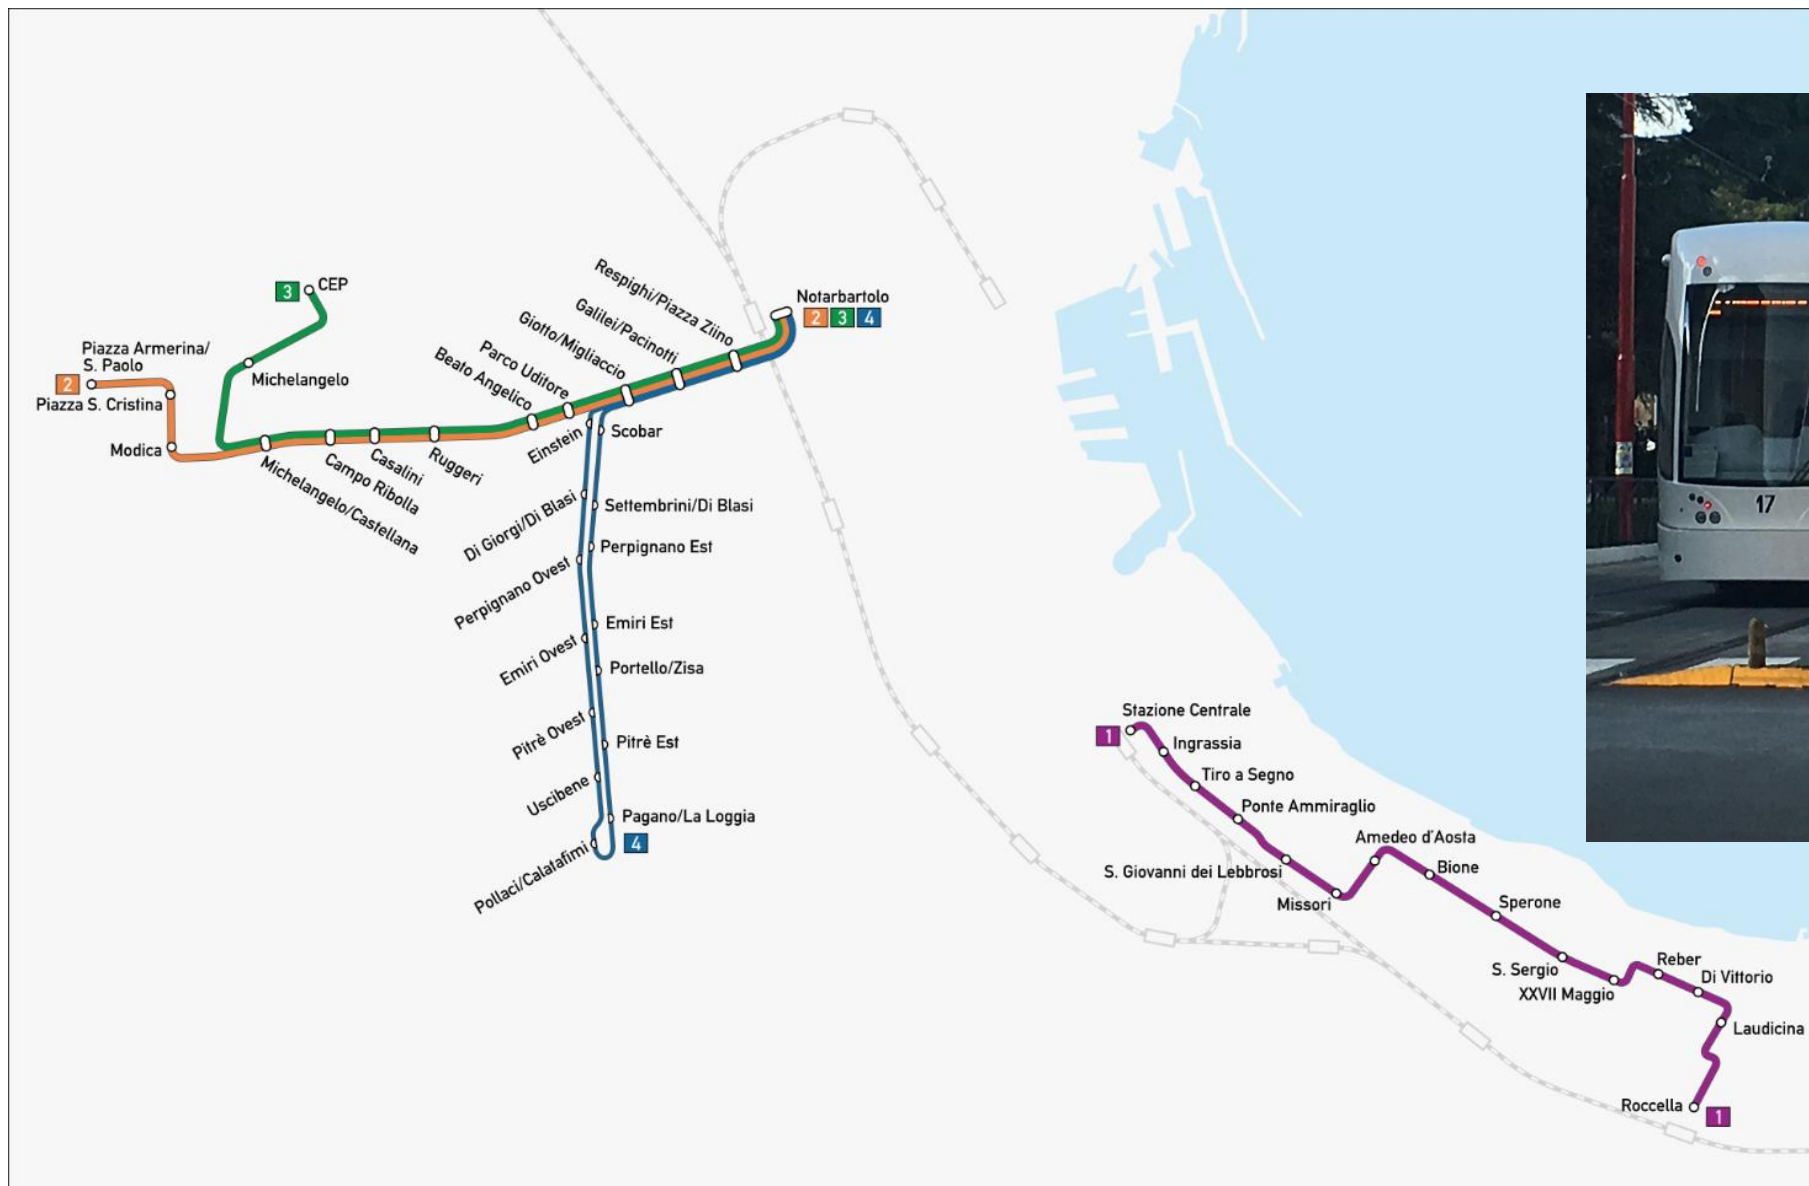 3
CEP
Michelangelo
Piazza Armerina/
S. Paolo
2
Piazza S. Cristina
Modica
Michelangelo/Castellana
Campo Ribolla
Casalini
Ruggeri
Beato Angelico
Parco Uditore
Giotto/Migliaccio
Galilei/Pacinotti
Respighi/Piazza Ziino
Notarbartolo
2 3 4
Einstein
Scobar
Di Giorgi/Di Blasi
Settembrini/Di Blasi
Perpignano Ovest
Perpignano Est
Emiri Ovest
Emiri Est
Portello/Zisa
Pitrè Ovest
Pitrè Est
Uscibene
Pagano/La Loggia
Pollaci/Calatafimi
4
Stazione Centrale
1
Ingrassia
Tiro a Segno
Ponte Ammiraglio
S. Giovanni dei Lebbrosi
Missori
Amedeo d'Aosta
Bione
Sperone
S. Sergio
XXVII Maggio
Reber
Di Vittorio
Laudicina
Roccella
1
17